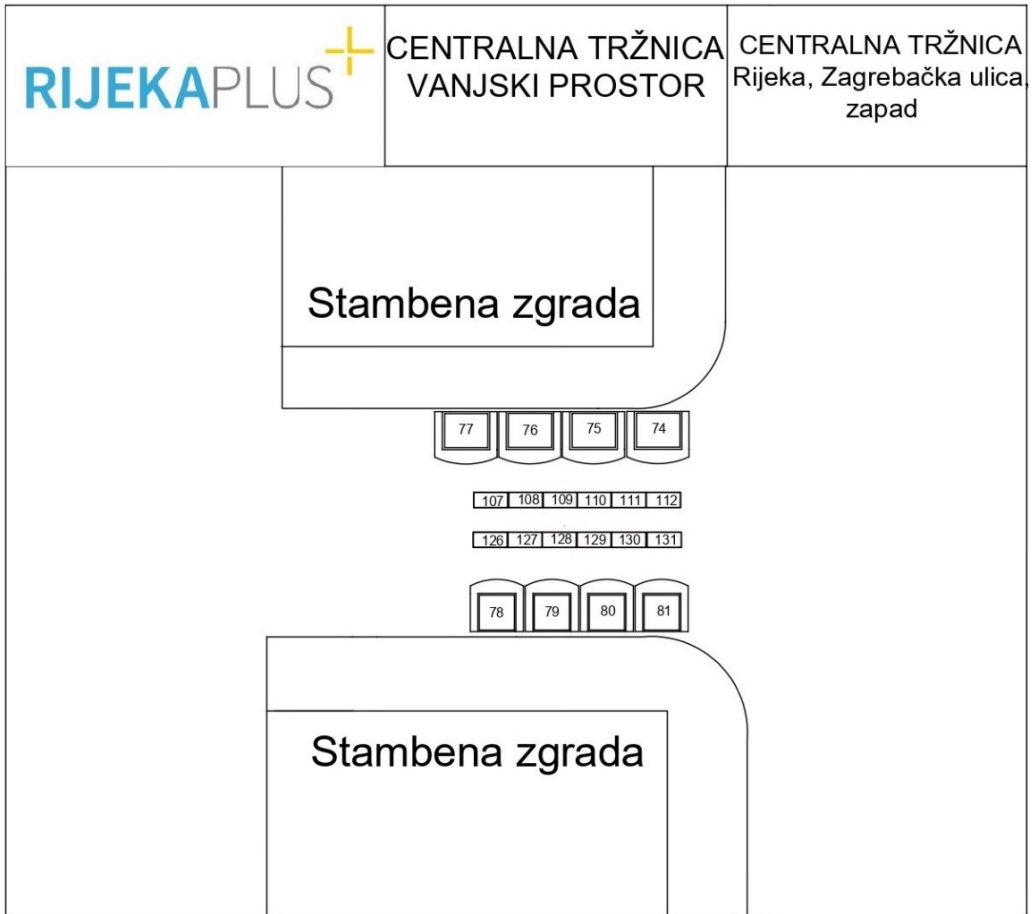 RIJEKAPLUS
CENTRALNA TRŽNICA
VANJSKI PROSTOR
CENTRALNA TRŽNICA
Rijeka, Zagrebačka ulica,
zapad
Stambena zgrada
77 76 75 74
107 108 109 110 111 112
126 127 128 129 130 131
78 79 80 81
Stambena zgrada